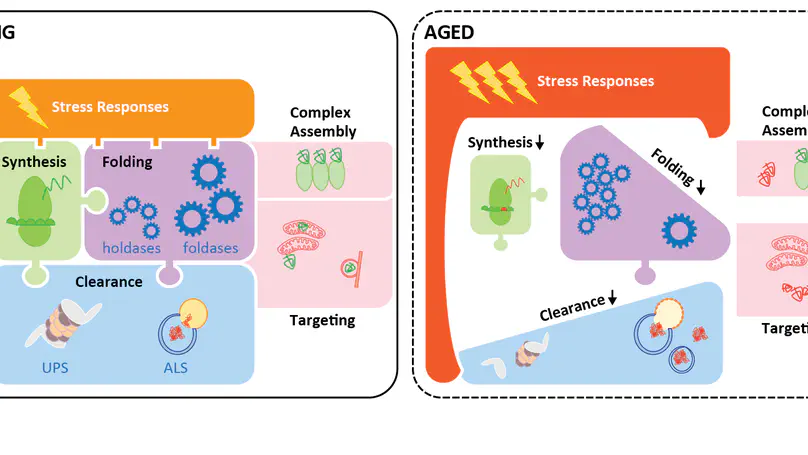 NG
Stress Responses
Synthesis
Folding
holdases
foldases
Complex
Assembly
Clearance
UPS
ALS
Targeting
AGED
Stress Responses
Synthesis
Folding
Clearance
Comple
Assem
Targeti